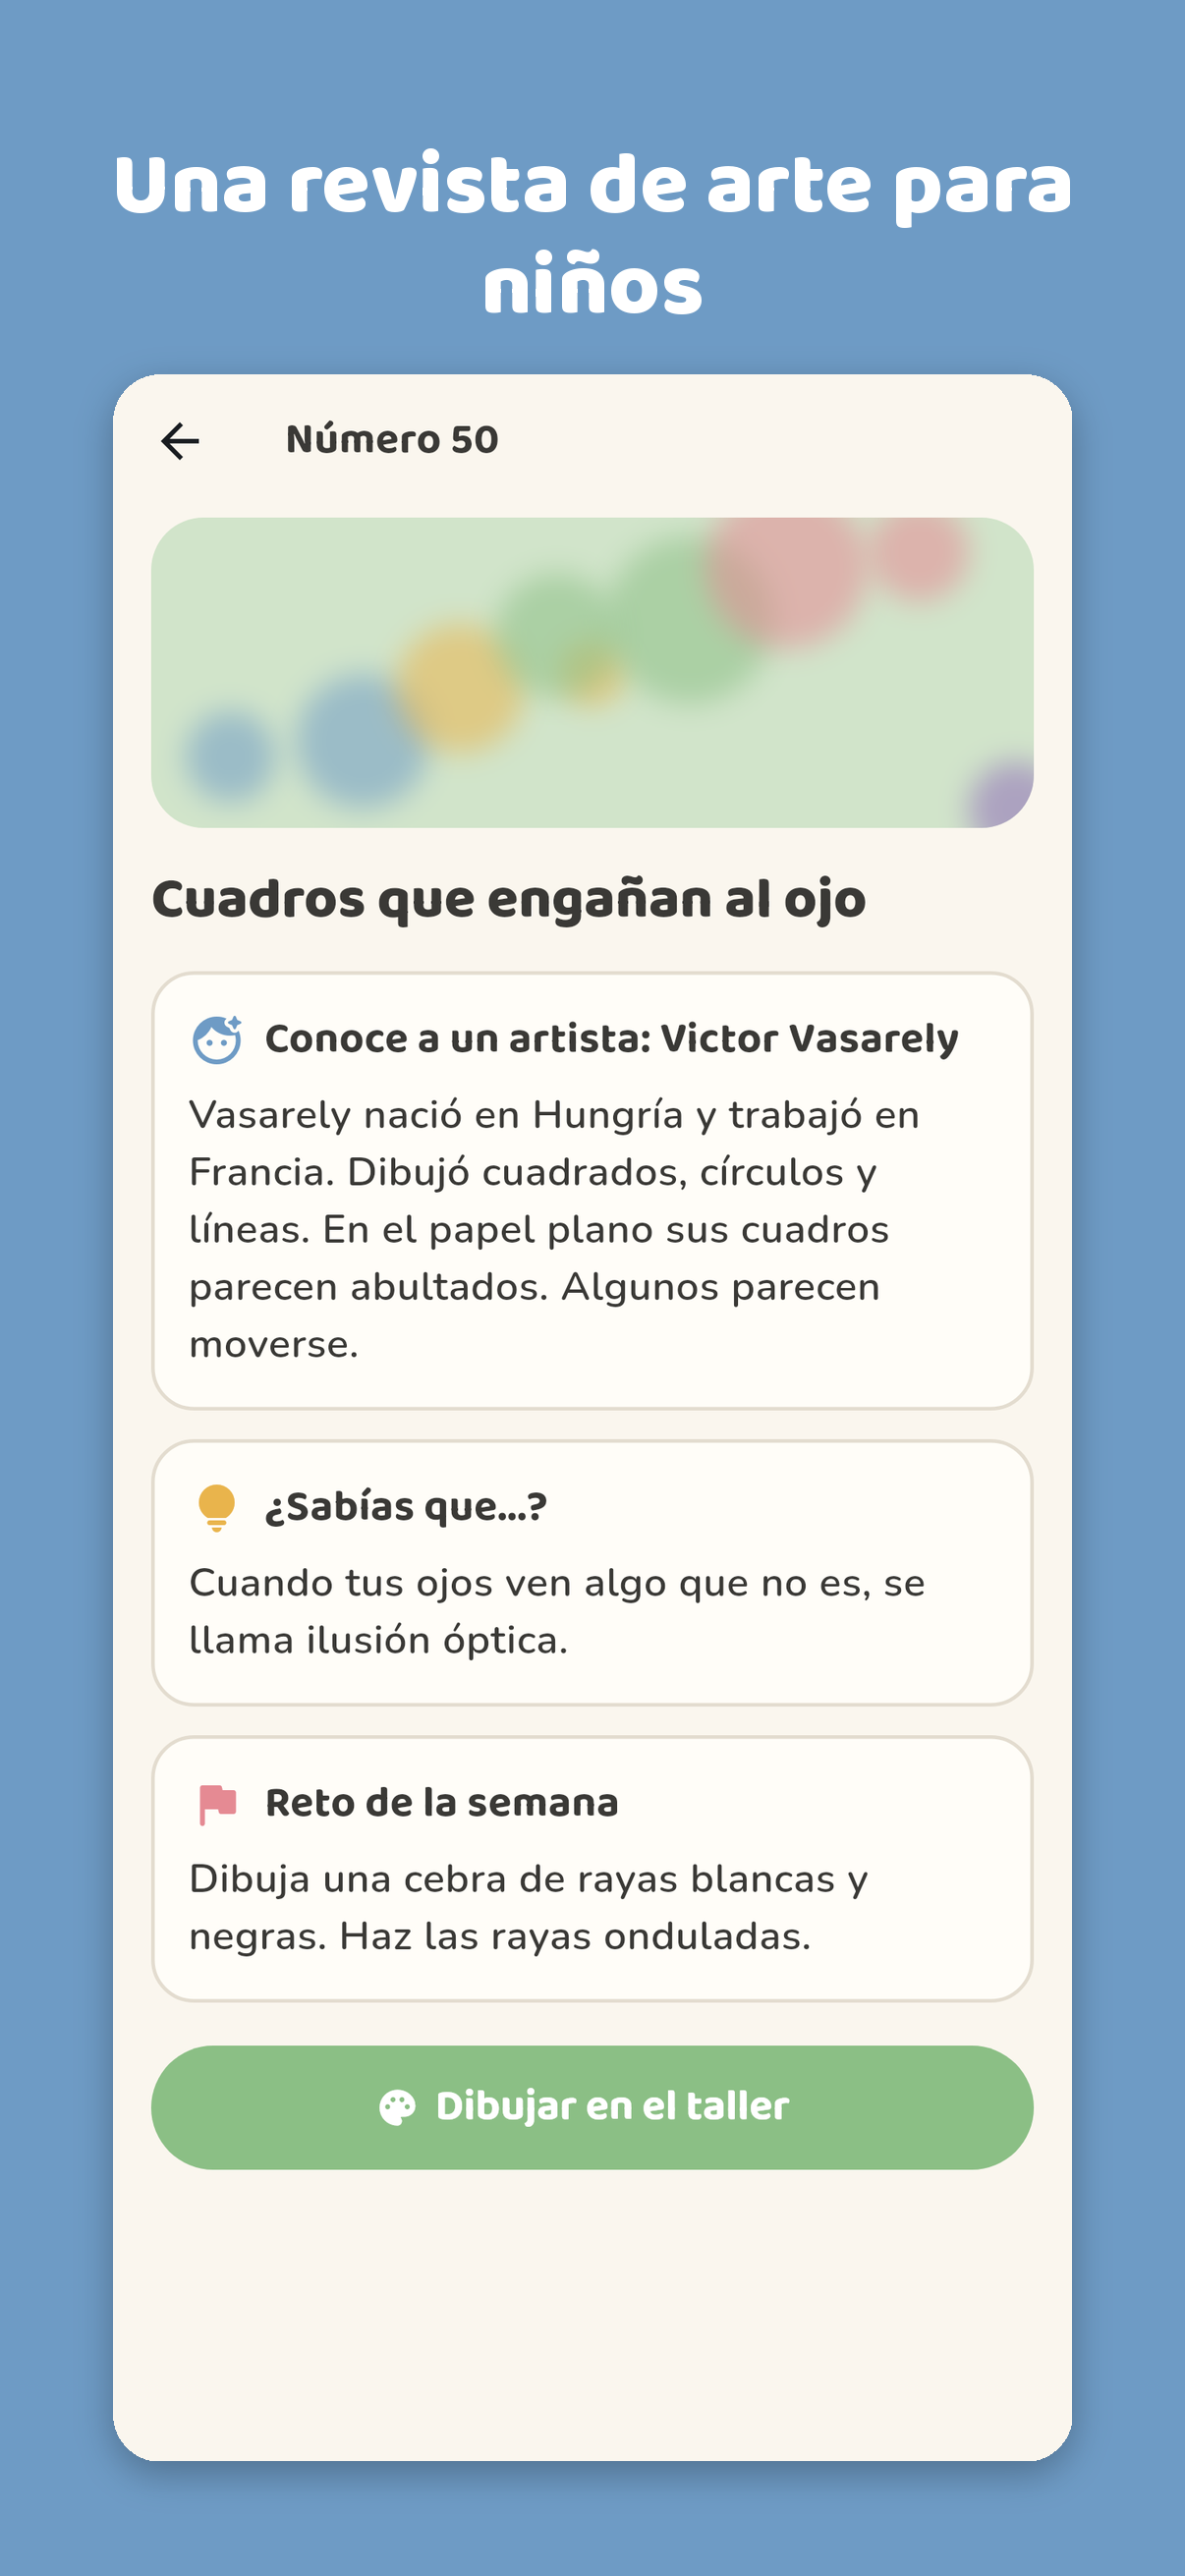 Una revista de arte para
niños
Número 50
Cuadros que engañan al ojo
Conoce a un artista: Victor Vasarely
Vasarely nació en Hungría y trabajó en
Francia. Dibujó cuadrados, círculos y
líneas. En el papel plano sus cuadros
parecen abultados. Algunos parecen
moverse.
¿Sabías que...?
Cuando tus ojos ven algo que no es, se
llama ilusión óptica.
Reto de la semana
Dibuja una cebra de rayas blancas y
negras. Haz las rayas onduladas.
Dibujar en el taller